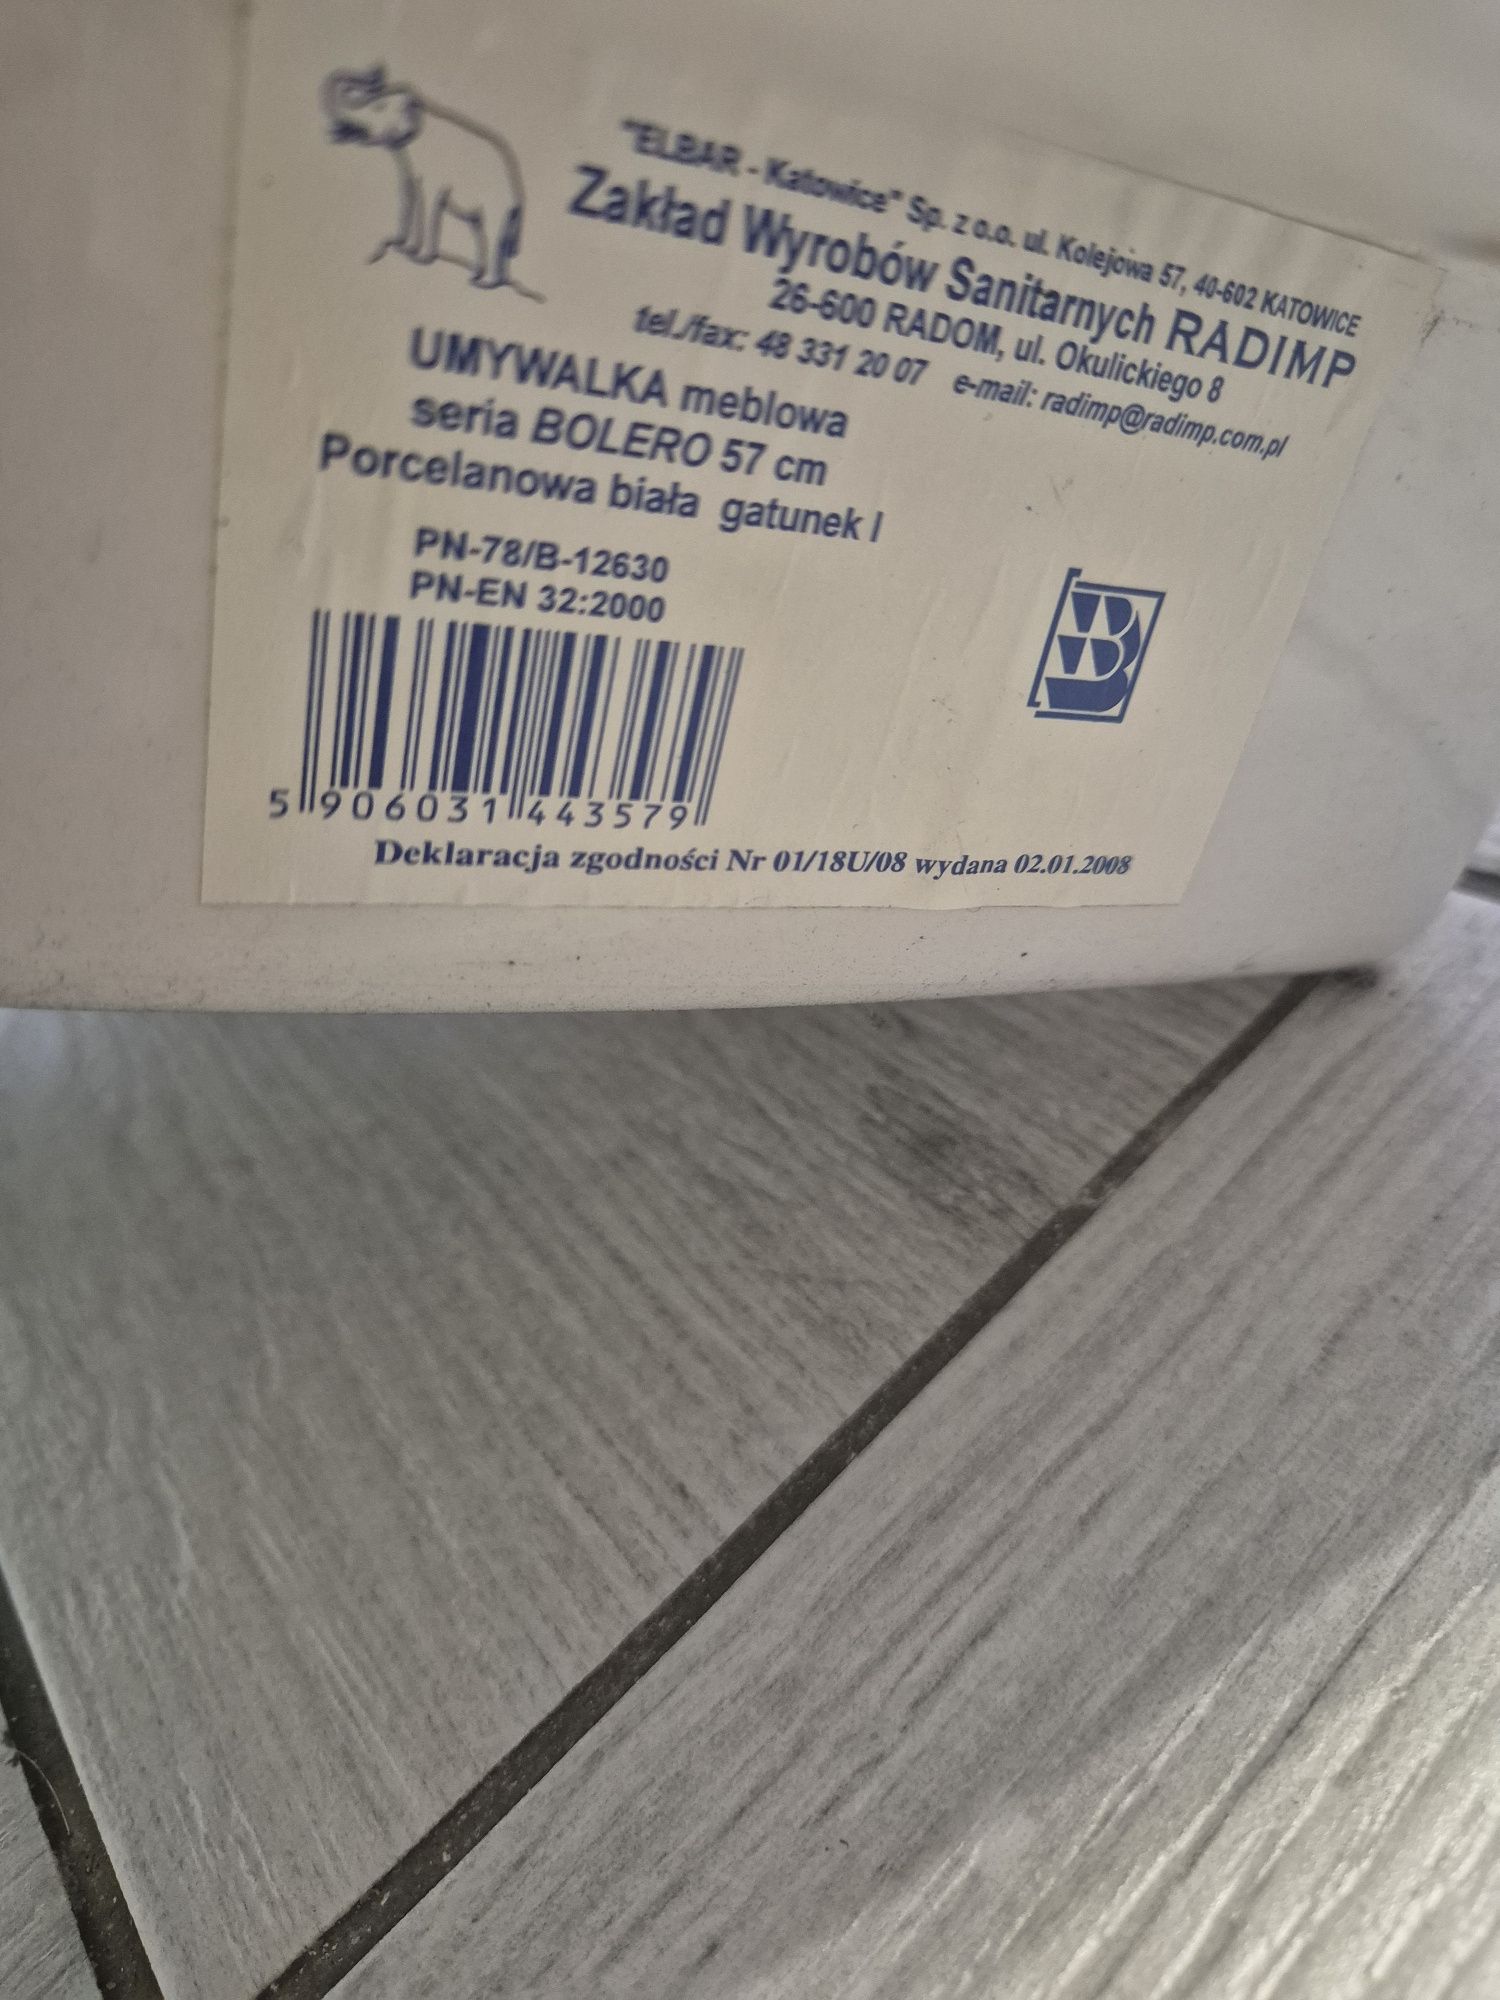 "ELBAR - Katowice" Sp. z o.o. ul. Kolejowa 57, 40-602 KATOWICE
Zakład Wyrobów Sanitarnych RADIMP
26-600 RADOM, ul. Okulickiego 8
tel./fax: 48 331 20 07 e-mail: radimp@radimp.com.pl
UMYWALKA meblowa
seria BOLERO 57 cm
Porcelanowa biała gatunek I
PN-78/B-12630
PN-EN 32:2000
B
5 906031 443579
Deklaracja zgodności Nr 01/18U/08 wydana 02.01.2008